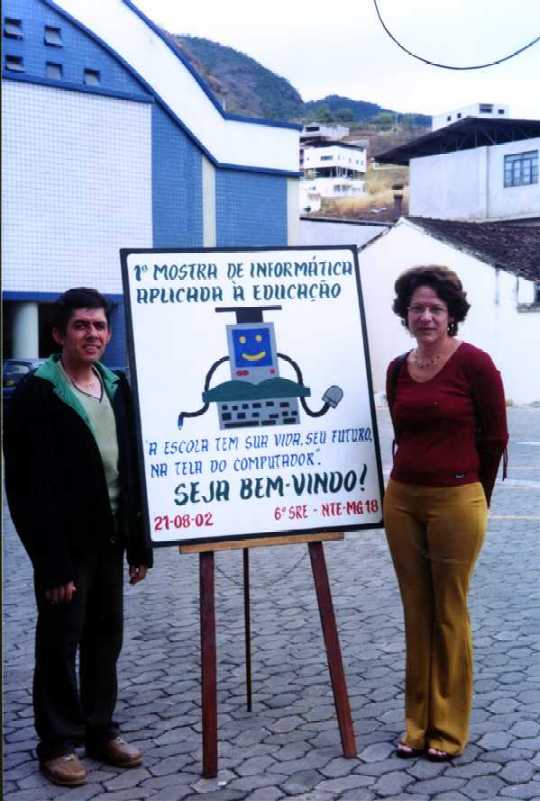 1ª MOSTRA DE INFORMÁTICA
APLICADA À EDUCAÇÃO
"A ESCOLA TEM SUA VIDA, SEU FUTURO,
NA TELA DO COMPUTADOR".
SEJA BEM-VINDO!
21-08-02 6ª SRE - NTE-MG18